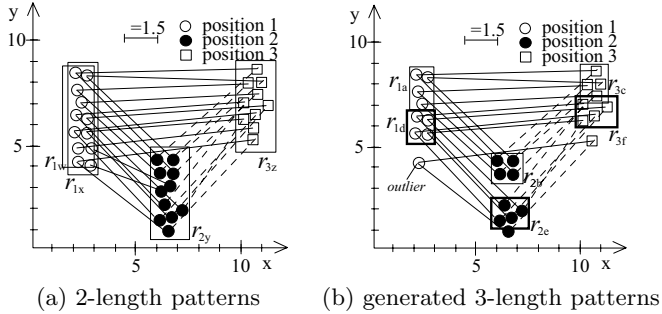 y
10
5
5
10
x
=1.5
position 1
position 2
position 3
r1w
r1x
r2y
r3z
(a) 2-length patterns
y
10
5
5
10
x
=1.5
position 1
position 2
position 3
r1a
r1d
r2b
r2e
r3c
r3f
outlier
(b) generated 3-length patterns